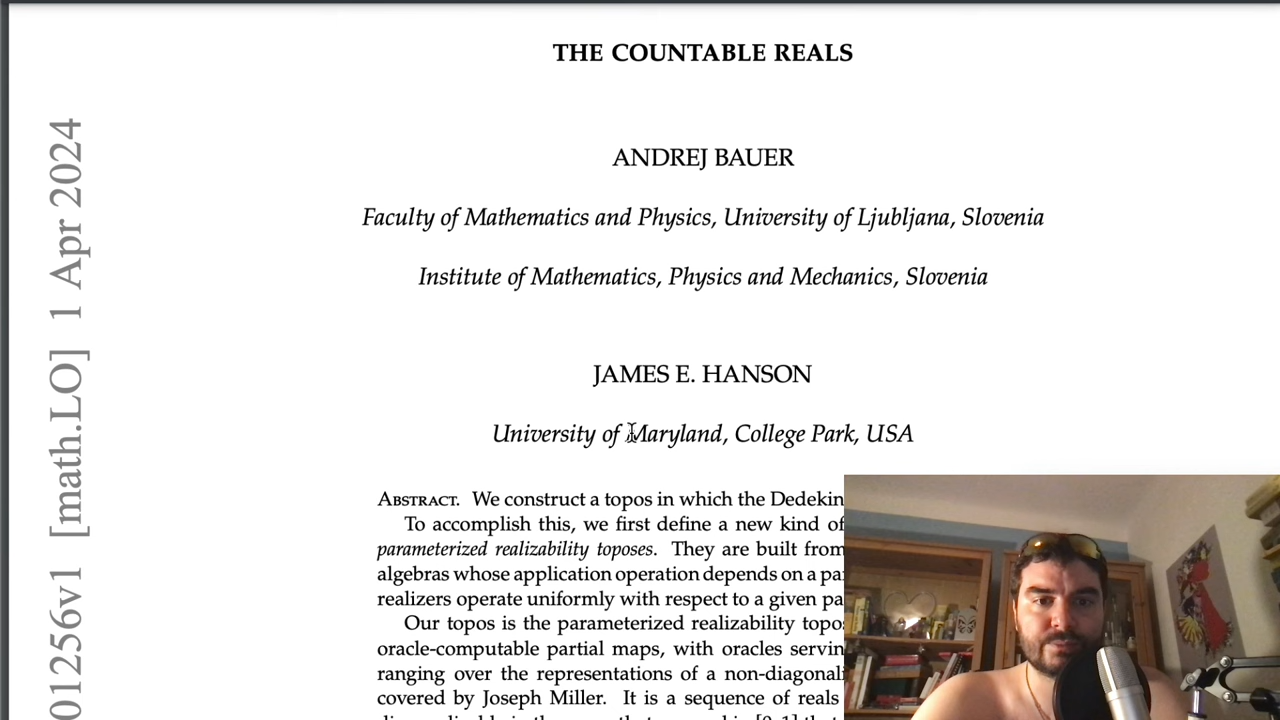 THE COUNTABLE REALS
ANDREJ BAUER
Faculty of Mathematics and Physics, University of Ljubljana, Slovenia
Institute of Mathematics, Physics and Mechanics, Slovenia
JAMES E. HANSON
University of Maryland, College Park, USA
ABSTRACT. We construct a topos in which the Dedekin
To accomplish this, we first define a new kind of
parameterized realizability toposes. They are built from
algebras whose application operation depends on a pa
realizers operate uniformly with respect to a given pa
Our topos is the parameterized realizability topo
oracle-computable partial maps, with oracles servin
ranging over the representations of a non-diagonali
covered by Joseph Miller. It is a sequence of reals
01256v1 [math.LO] 1 Apr 2024